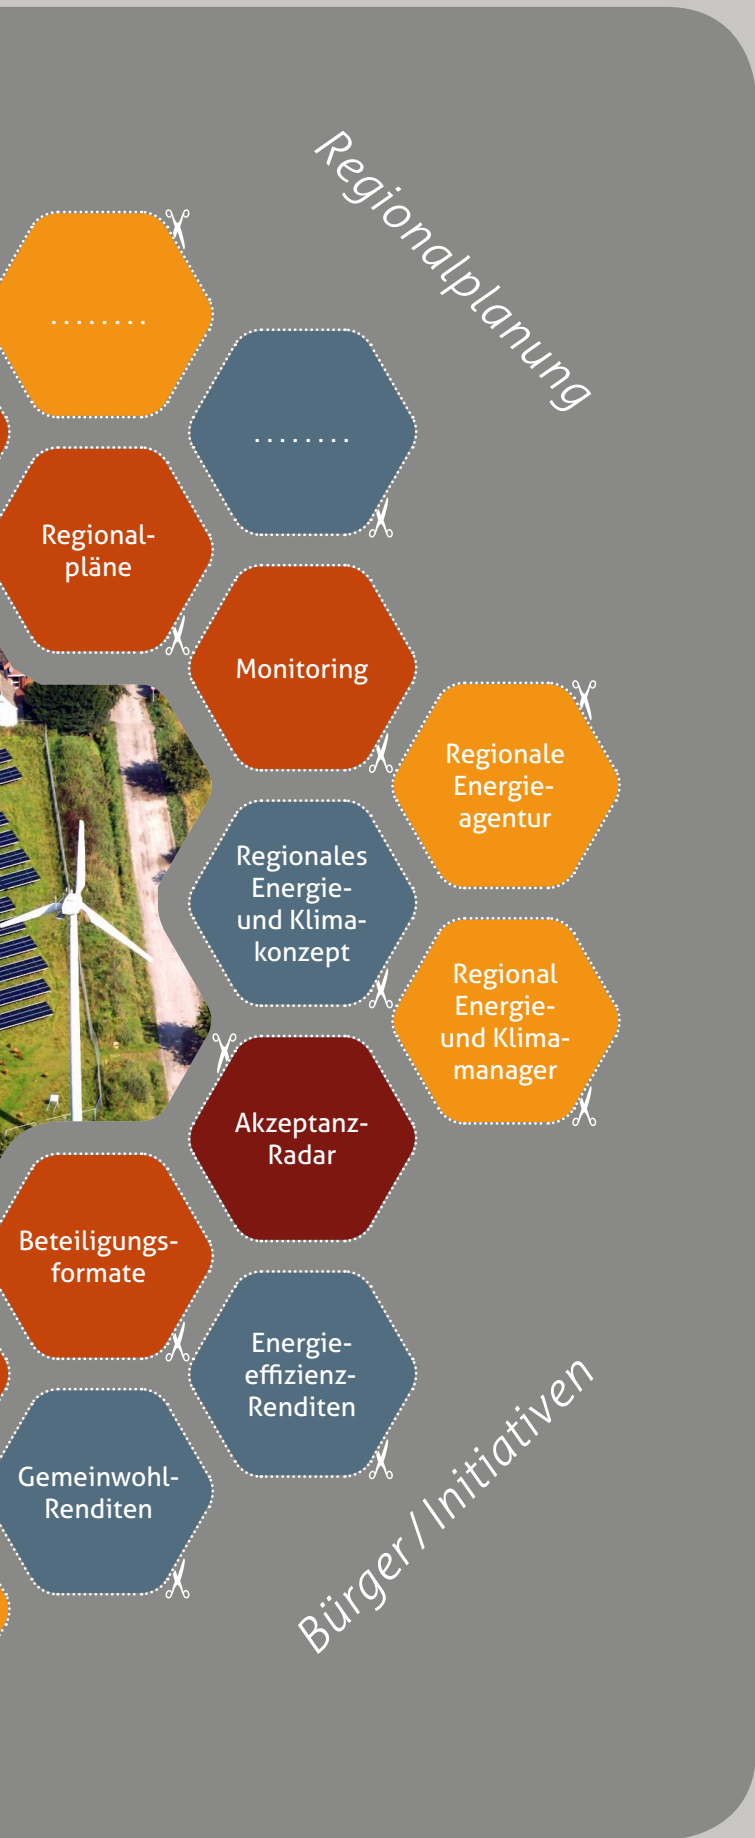 Regionalplanung
........
........
Regional-
pläne
Monitoring
Regionale
Energie-
agentur
Regionales
Energie-
und Klima-
konzept
Regional
Energie-
und Klima-
manager
Akzeptanz-
Radar
Beteiligungs-
formate
Energie-
effizienz-
Renditen
Gemeinwohl-
Renditen
Bürger / Initiativen